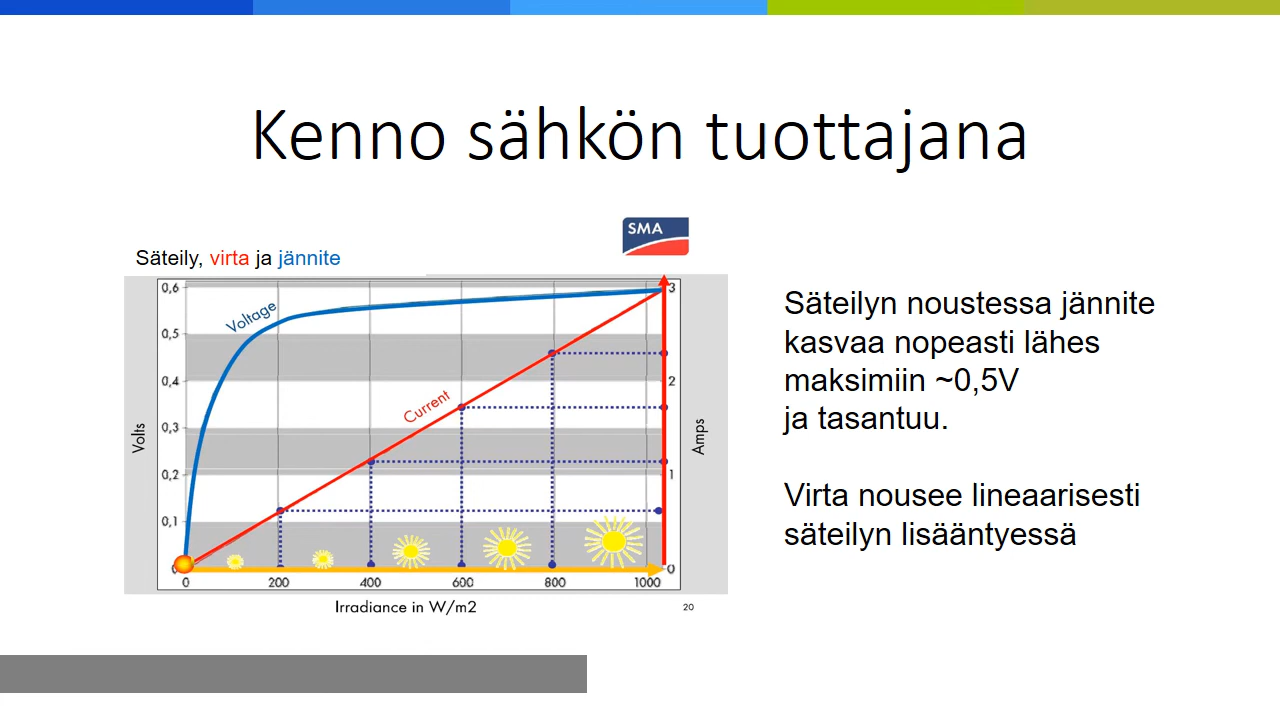 Kenno sähkön tuottajana
SMA
Säteily, virta ja jännite
0,6
0,5
0,4
0,3
0,2
0,1
0
Volts
Voltage
Current
3
2
1
0
Amps
0 200 400 600 800 1000
Irradiance in W/m2
20
Säteilyn noustessa jännite
kasvaa nopeasti lähes
maksimiin ~0,5V
ja tasantuu.
Virta nousee lineaarisesti
säteilyn lisääntyessä